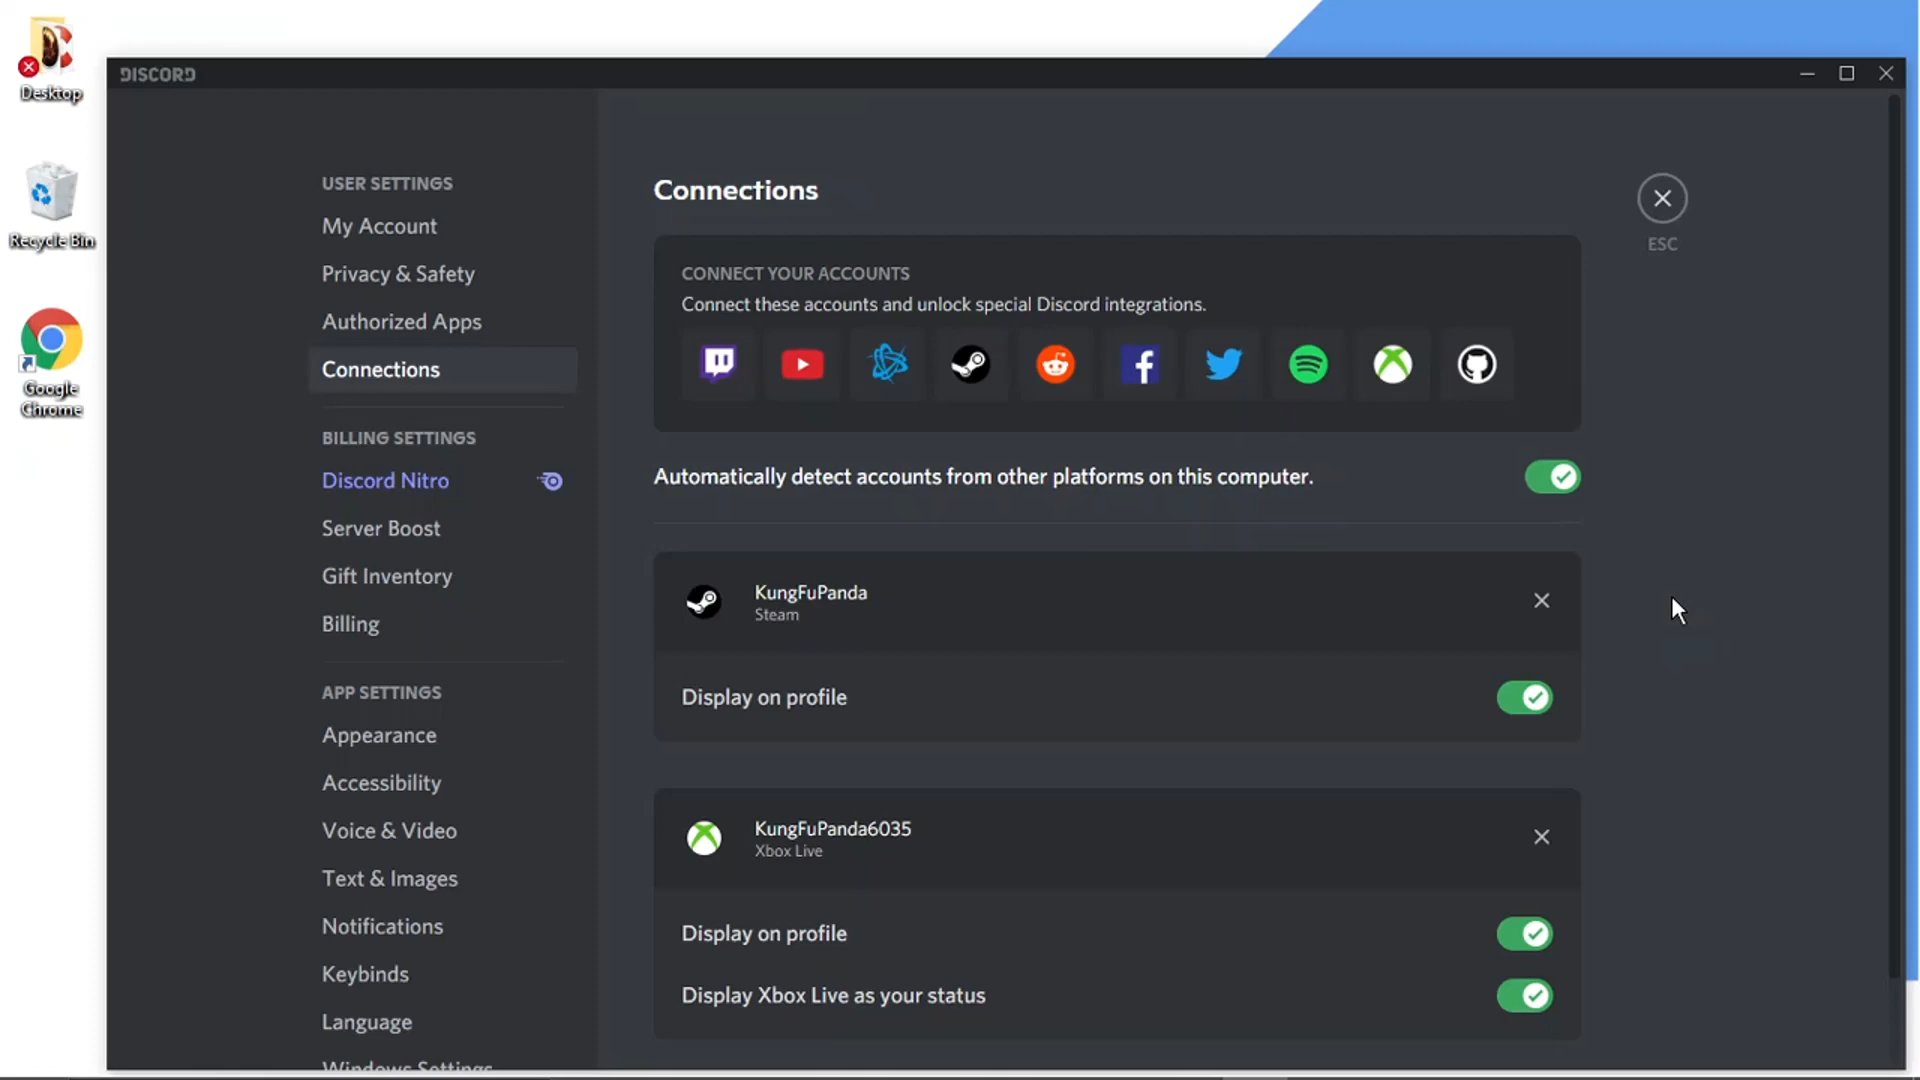 Desktop
Recycle Bin
Google
Chrome
DISCORD
USER SETTINGS
My Account
Privacy & Safety
Authorized Apps
Connections
BILLING SETTINGS
Discord Nitro
Server Boost
Gift Inventory
Billing
APP SETTINGS
Appearance
Accessibility
Voice & Video
Text & Images
Notifications
Keybinds
Language
Windows Settings
Connections
ESC
CONNECT YOUR ACCOUNTS
Connect these accounts and unlock special Discord integrations.
Automatically detect accounts from other platforms on this computer.
KungFuPanda
Steam
Display on profile
KungFuPanda6035
Xbox Live
Display on profile
Display Xbox Live as your status